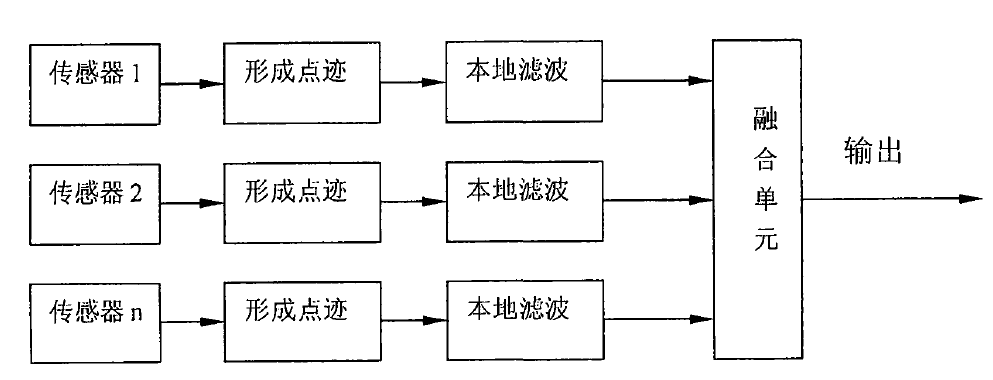 传感器1
形成点迹
本地滤波
传感器2
形成点迹
本地滤波
传感器n
形成点迹
本地滤波
融合单元
输出